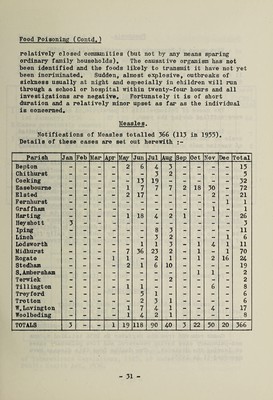 Food Poisoning (Contd.)
relatively closed communities (but not by any means sparing
ordinary family households). The causative organism has not
been identified and the foods likely to transmit it have not yet
been incriminated. Sudden, almost explosive, outbreaks of
sickness usually at night and especially in children will run
through a school or hospital within twenty-four hours and all
investigations are negative. Fortunately it is of short
duration and a relatively minor upset as far as the individual
is concerned.
Measles.
Notifications of Measles totalled 366 (113 in 1955).
Details of these cases are set out herewith :-
Parish Jan Feb Mar Apr May Jun Jul Aug Sep Oct Nov Dec Total
Bepton - - - - 2 6 4 3 - - - - 15
Chithurst - - - - - - 3 2 - - - - 5
Cocking - - - - - 13 19 - - - - - 32
Easebourne - - - - 1 7 7 7 2 18 30 - 72
Elsted - - - - 2 17 - - - - 2 - 21
Fernhurst - - - - - - - - - - - 1 1
Graffham - - - - - - - - - - 1 - 1
Harting - - - - 1 18 4 2 1 - - - 26
Heyshott 3 - - - - - - - - - - - 3
Iping - - - - - - 8 3 - - - - 11
Linch - - - - - - 3 2 - - - 1 6
Lodsworth - - - - - 1 1 3 - 1 4 1 11
Midhurst - - - - 7 36 23 2 - 1 - 1 70
Rogate - - - 1 1 - 2 1 - 1 2 16 24
Stedham - - - - 2 1 6 10 - - - - 19
S.Ambersham - - - - - - - - - 1 1 - 2
Terwick - - - - - - - 2 - - - - 2
Tillington - - - - 1 1 - - - - 6 - 8
Treyford - - - - - 5 1 - - - - - 6
Trotton - - - - - 2 3 1 - - - - 6
W.Lavington - - - - 1 7 4 1 - - 4 - 17
Woolbeding - - - - 1 4 2 1 - - - - 8
TOTALS 3 - - 1 19 118 90 40 3 22 50 20 366
- 31 -